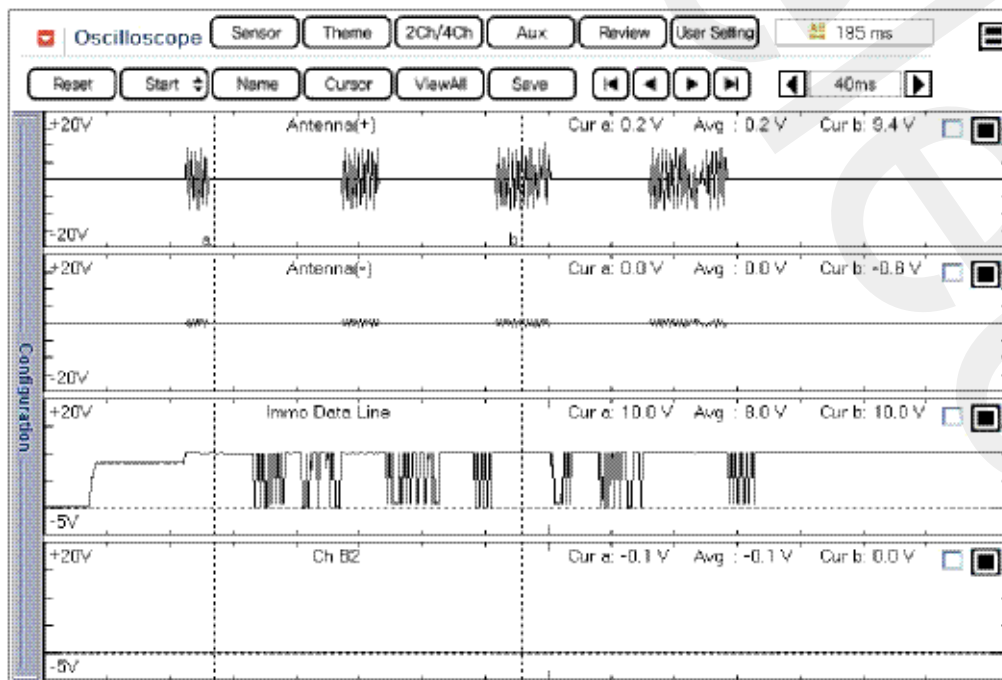 Oscilloscope Sensor Theme 2Ch/4Ch Aux Review User Setting 195 ms
Reset Start Name Cursor ViewAll Save 40ms
Configuration
+20V Antenna(+) Cur a: 0.2 V Avg : 0.2 V Cur b: 9.4 V
-20V a b
+20V Antenna(-) Cur a: 0.0 V Avg : 0.0 V Cur b: -0.8 V
-20V
+20V Immo Data Line Cur a: 10.0 V Avg : 8.0 V Cur b: 10.0 V
-5V
+20V Ch B2 Cur a: -0.1 V Avg : -0.1 V Cur b: 0.0 V
-5V